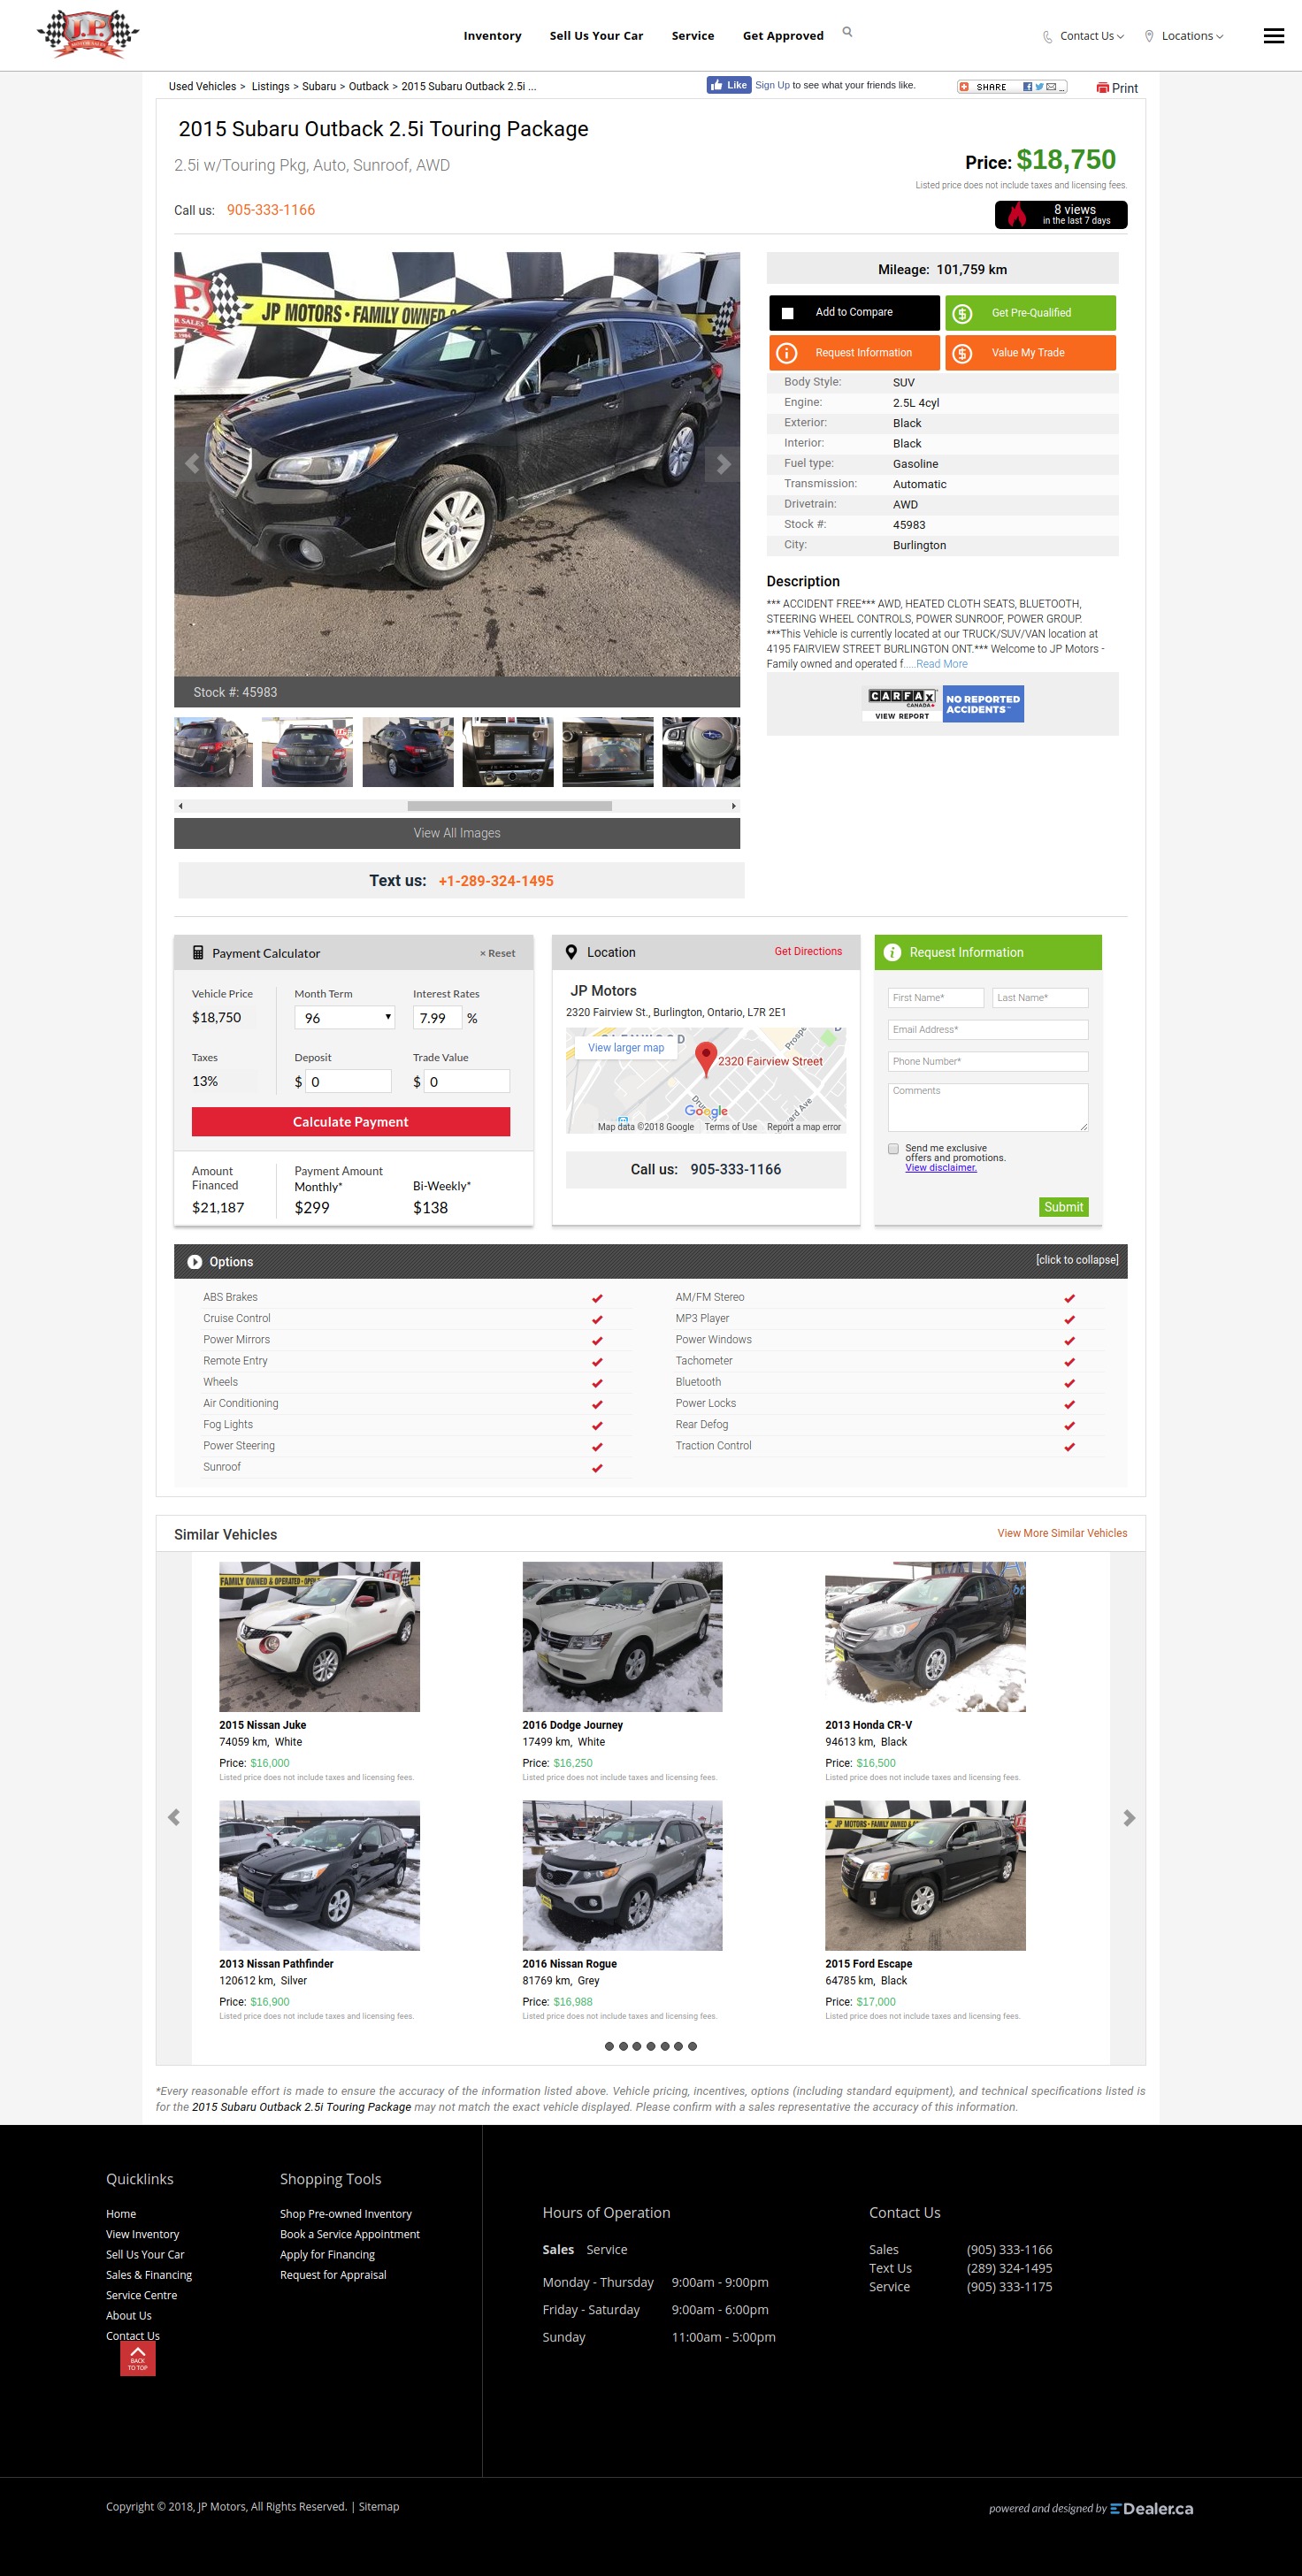 J.P.
MOTOR SALES
Inventory
Sell Us Your Car
Service
Get Approved
Contact Us
Locations
Used Vehicles > Listings > Subaru > Outback > 2015 Subaru Outback 2.5i ...
Like
Sign Up to see what your friends like.
SHARE
Print
2015 Subaru Outback 2.5i Touring Package
2.5i w/Touring Pkg, Auto, Sunroof, AWD
Price: $18,750
Listed price does not include taxes and licensing fees.
Call us: 905-333-1166
8 views
in the last 7 days
JP MOTORS - FAMILY OWNED &
Stock #: 45983
View All Images
Text us: +1-289-324-1495
Mileage: 101,759 km
Add to Compare
Get Pre-Qualified
Request Information
Value My Trade
Body Style: SUV
Engine: 2.5L 4cyl
Exterior: Black
Interior: Black
Fuel type: Gasoline
Transmission: Automatic
Drivetrain: AWD
Stock #: 45983
City: Burlington
Description
*** ACCIDENT FREE*** AWD, HEATED CLOTH SEATS, BLUETOOTH,
STEERING WHEEL CONTROLS, POWER SUNROOF, POWER GROUP.
***This Vehicle is currently located at our TRUCK/SUV/VAN location at
4195 FAIRVIEW STREET BURLINGTON ONT.*** Welcome to JP Motors -
Family owned and operated f.....Read More
CARFAX
CANADA
VIEW REPORT
NO REPORTED
ACCIDENTS™
Payment Calculator
× Reset
Vehicle Price
$18,750
Month Term
96
Interest Rates
7.99 %
Taxes
13%
Deposit
$ 0
Trade Value
$ 0
Calculate Payment
Amount
Financed
$21,187
Payment Amount
Monthly*
$299
Bi-Weekly*
$138
Location
Get Directions
JP Motors
2320 Fairview St., Burlington, Ontario, L7R 2E1
View larger map
2320 Fairview Street
Google
Map data ©2018 Google
Terms of Use
Report a map error
Call us: 905-333-1166
Request Information
First Name*
Last Name*
Email Address*
Phone Number*
Comments
Send me exclusive
offers and promotions.
View disclaimer.
Submit
Options
[click to collapse]
ABS Brakes
AM/FM Stereo
Cruise Control
MP3 Player
Power Mirrors
Power Windows
Remote Entry
Tachometer
Wheels
Bluetooth
Air Conditioning
Power Locks
Fog Lights
Rear Defog
Power Steering
Traction Control
Sunroof
Similar Vehicles
View More Similar Vehicles
FAMILY OWNED & OPERATED
2015 Nissan Juke
74059 km, White
Price: $16,000
Listed price does not include taxes and licensing fees.
2016 Dodge Journey
17499 km, White
Price: $16,250
Listed price does not include taxes and licensing fees.
2013 Honda CR-V
94613 km, Black
Price: $16,500
Listed price does not include taxes and licensing fees.
2013 Nissan Pathfinder
120612 km, Silver
Price: $16,900
Listed price does not include taxes and licensing fees.
2016 Nissan Rogue
81769 km, Grey
Price: $16,988
Listed price does not include taxes and licensing fees.
JP MOTORS - FAMILY OWNED &
2015 Ford Escape
64785 km, Black
Price: $17,000
Listed price does not include taxes and licensing fees.
*Every reasonable effort is made to ensure the accuracy of the information listed above. Vehicle pricing, incentives, options (including standard equipment), and technical specifications listed is
for the 2015 Subaru Outback 2.5i Touring Package may not match the exact vehicle displayed. Please confirm with a sales representative the accuracy of this information.
Quicklinks
Home
View Inventory
Sell Us Your Car
Sales & Financing
Service Centre
About Us
Contact Us
BACK
TO TOP
Shopping Tools
Shop Pre-owned Inventory
Book a Service Appointment
Apply for Financing
Request for Appraisal
Hours of Operation
Sales Service
Monday - Thursday 9:00am - 9:00pm
Friday - Saturday 9:00am - 6:00pm
Sunday 11:00am - 5:00pm
Contact Us
Sales (905) 333-1166
Text Us (289) 324-1495
Service (905) 333-1175
Copyright © 2018, JP Motors, All Rights Reserved. | Sitemap
powered and designed by EDealer.ca